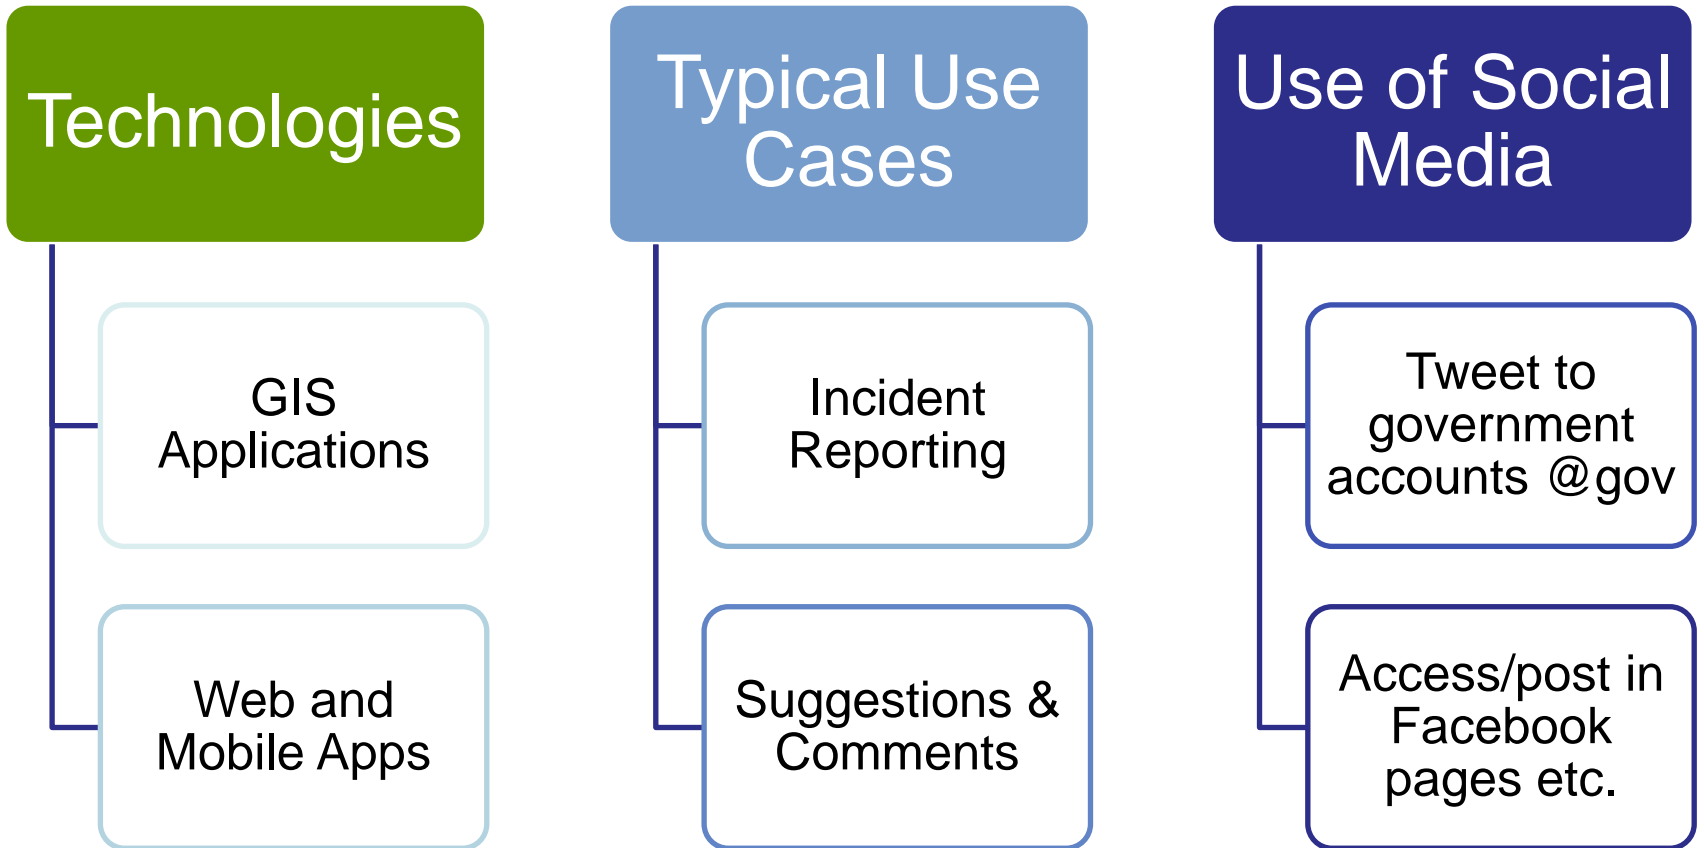 Technologies
GIS
Applications
Web and
Mobile Apps
Typical Use
Cases
Incident
Reporting
Suggestions &
Comments
Use of Social
Media
Tweet to
government
accounts @gov
Access/post in
Facebook
pages etc.